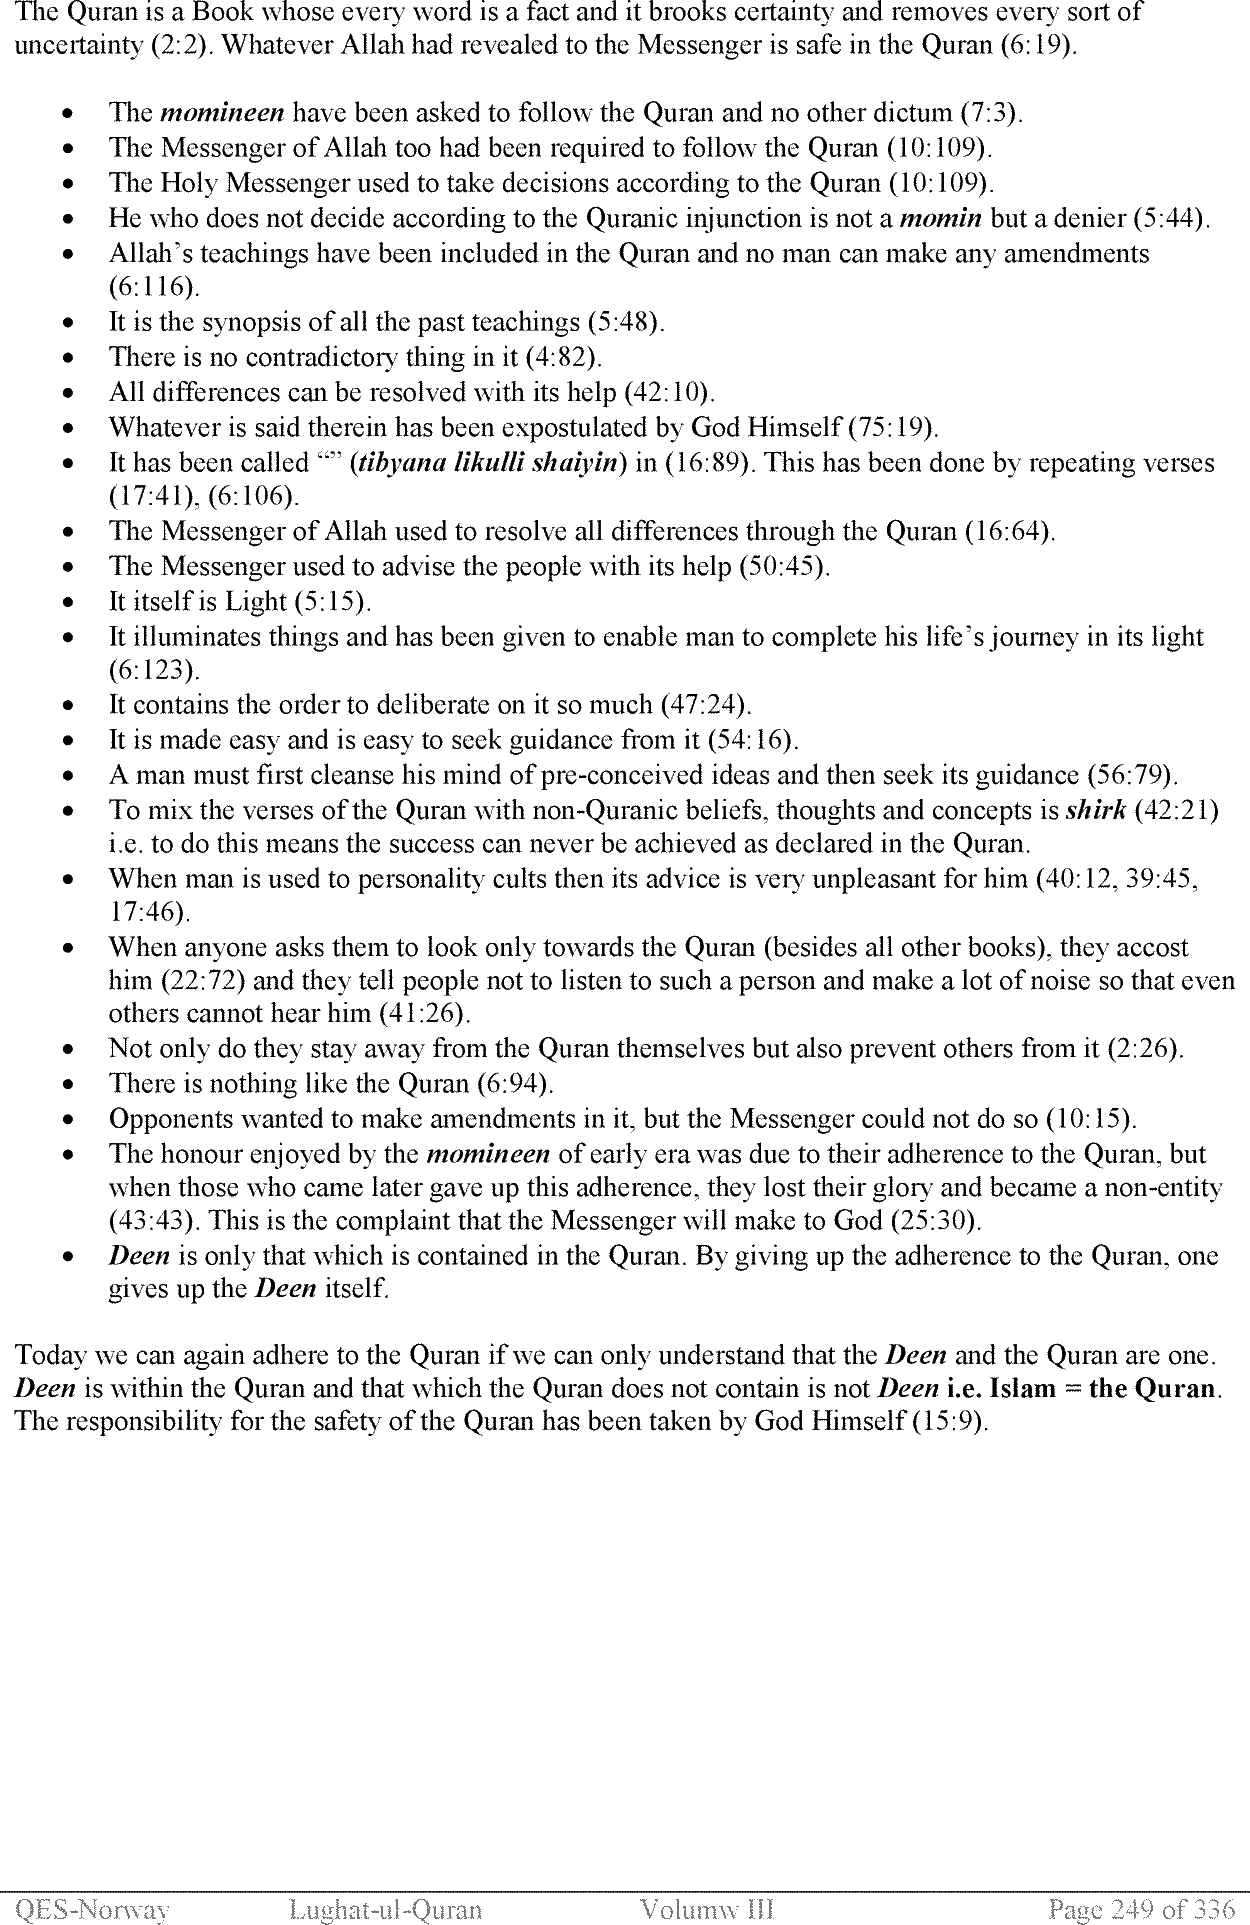 The Quran is a Book whose every word is a fact and it brooks certainty and removes every sort of
uncertainty (2:2). Whatever Allah had revealed to the Messenger is safe in the Quran (6:19).
• The momineen have been asked to follow the Quran and no other dictum (7:3).
• The Messenger of Allah too had been required to follow the Quran (10:109).
• The Holy Messenger used to take decisions according to the Quran (10:109).
• He who does not decide according to the Quranic injunction is not a momin but a denier (5:44).
• Allah’s teachings have been included in the Quran and no man can make any amendments
(6:116).
• It is the synopsis of all the past teachings (5:48).
• There is no contradictory thing in it (4:82).
• All differences can be resolved with its help (42:10).
• Whatever is said therein has been expostulated by God Himself (75:19).
• It has been called “” (tibyana likulli shaiyin) in (16:89). This has been done by repeating verses
(17:41), (6:106).
• The Messenger of Allah used to resolve all differences through the Quran (16:64).
• The Messenger used to advise the people with its help (50:45).
• It itself is Light (5:15).
• It illuminates things and has been given to enable man to complete his life’s journey in its light
(6:123).
• It contains the order to deliberate on it so much (47:24).
• It is made easy and is easy to seek guidance from it (54:16).
• A man must first cleanse his mind of pre-conceived ideas and then seek its guidance (56:79).
• To mix the verses of the Quran with non-Quranic beliefs, thoughts and concepts is shirk (42:21)
i.e. to do this means the success can never be achieved as declared in the Quran.
• When man is used to personality cults then its advice is very unpleasant for him (40:12, 39:45,
17:46).
• When anyone asks them to look only towards the Quran (besides all other books), they accost
him (22:72) and they tell people not to listen to such a person and make a lot of noise so that even
others cannot hear him (41:26).
• Not only do they stay away from the Quran themselves but also prevent others from it (2:26).
• There is nothing like the Quran (6:94).
• Opponents wanted to make amendments in it, but the Messenger could not do so (10:15).
• The honour enjoyed by the momineen of early era was due to their adherence to the Quran, but
when those who came later gave up this adherence, they lost their glory and became a non-entity
(43:43). This is the complaint that the Messenger will make to God (25:30).
• Deen is only that which is contained in the Quran. By giving up the adherence to the Quran, one
gives up the Deen itself.
Today we can again adhere to the Quran if we can only understand that the Deen and the Quran are one.
Deen is within the Quran and that which the Quran does not contain is not Deen i.e. Islam = the Quran.
The responsibility for the safety of the Quran has been taken by God Himself (15:9).
QES-Norway Lughat-ul-Quran Volumw III Page 249 of 336